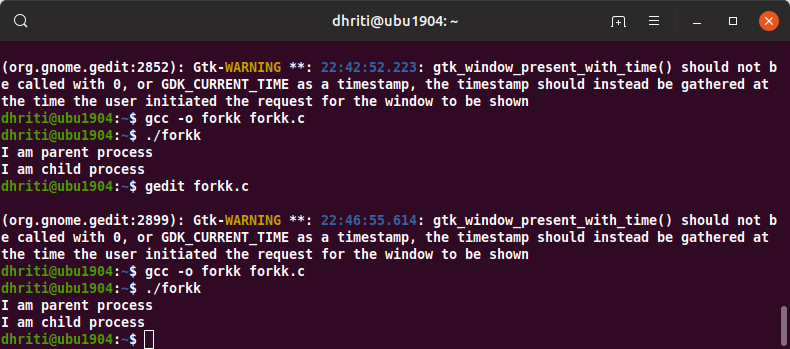 dhriti@ubu1904: ~
(org.gnome.gedit:2852): Gtk-WARNING **: 22:42:52.223: gtk_window_present_with_time() should not b
e called with 0, or GDK_CURRENT_TIME as a timestamp, the timestamp should instead be gathered at
the time the user initiated the request for the window to be shown
dhriti@ubu1904:~$ gcc -o forkk forkk.c
dhriti@ubu1904:~$ ./forkk
I am parent process
I am child process
dhriti@ubu1904:~$ gedit forkk.c
(org.gnome.gedit:2899): Gtk-WARNING **: 22:46:55.614: gtk_window_present_with_time() should not b
e called with 0, or GDK_CURRENT_TIME as a timestamp, the timestamp should instead be gathered at
the time the user initiated the request for the window to be shown
dhriti@ubu1904:~$ gcc -o forkk forkk.c
dhriti@ubu1904:~$ ./forkk
I am parent process
I am child process
dhriti@ubu1904:~$